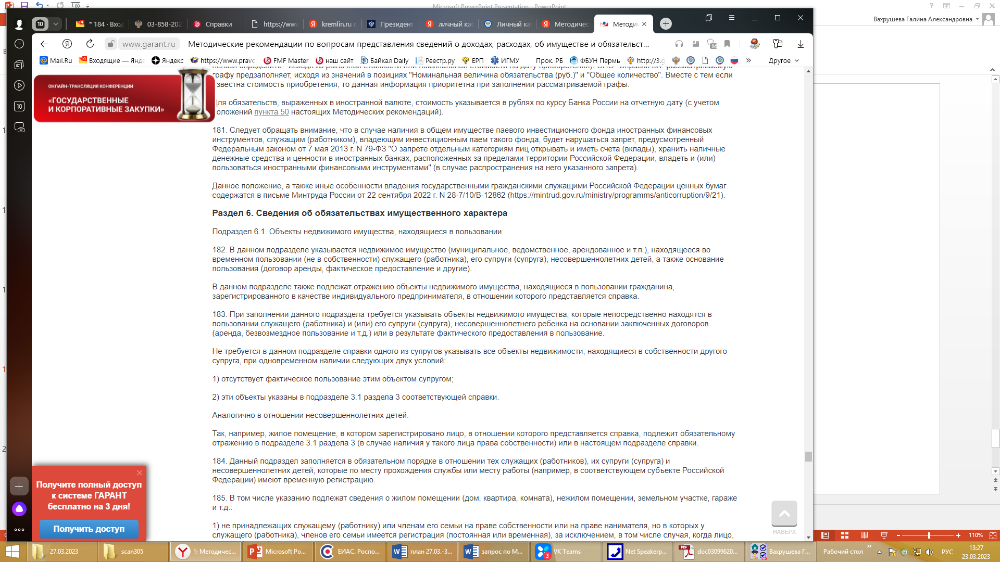 Microsoft PowerPoint Presentation - PowerPoint
Вахрушева Галина Александровна
10
* 184 · Вход
03-858-202
Справки
https://www
kremlin.ru о
Президент
личный каб
Личный каб
Методичес
Методич
www.garant.ru
Методические рекомендации по вопросам представления сведений о доходах, расходах, об имуществе и обязательст...
14
Mail.Ru
Входящие — Янде
Яндекс
https://www.pravo
FMF Master
наш сайт
Байкал Daily
Реестр.ру
ЕРП
ИГМУ
Прок. РБ
ФБУН Пермь
http://3.g
»
Другое
графу предзаполняет, исходя из значений в позициях "Номинальная величина обязательства (руб.)" и "Общее количество". Вместе с тем если
известна стоимость приобретения, то данная информация приоритетна при заполнении рассматриваемой графы.
ОНЛАЙН-ТРАНСЛЯЦИЯ КОНФЕРЕНЦИИ
«ГОСУДАРСТВЕННЫЕ
И КОРПОРАТИВНЫЕ ЗАКУПКИ»
Для обязательств, выраженных в иностранной валюте, стоимость указывается в рублях по курсу Банка России на отчетную дату (с учетом
положений пункта 50 настоящих Методических рекомендаций).
181. Следует обращать внимание, что в случае наличия в общем имуществе паевого инвестиционного фонда иностранных финансовых
инструментов, служащим (работником), владеющим инвестиционным паем такого фонда, будет нарушаться запрет, предусмотренный
Федеральным законом от 7 мая 2013 г. N 79-ФЗ "О запрете отдельным категориям лиц открывать и иметь счета (вклады), хранить наличные
денежные средства и ценности в иностранных банках, расположенных за пределами территории Российской Федерации, владеть и (или)
пользоваться иностранными финансовыми инструментами" (в случае распространения на него указанного запрета).
Данное положение, а также иные особенности владения государственными гражданскими служащими Российской Федерации ценных бумаг
содержатся в письме Минтруда России от 22 сентября 2022 г. N 28-7/10/В-12862 (https://mintrud.gov.ru/ministry/programms/anticorruption/9/21).
Раздел 6. Сведения об обязательствах имущественного характера
Подраздел 6.1. Объекты недвижимого имущества, находящиеся в пользовании
182. В данном подразделе указывается недвижимое имущество (муниципальное, ведомственное, арендованное и т.п.), находящееся во
временном пользовании (не в собственности) служащего (работника), его супруги (супруга), несовершеннолетних детей, а также основание
пользования (договор аренды, фактическое предоставление и другие).
В данном подразделе также подлежат отражению объекты недвижимого имущества, находящиеся в пользовании гражданина,
зарегистрированного в качестве индивидуального предпринимателя, в отношении которого представляется справка.
183. При заполнении данного подраздела требуется указывать объекты недвижимого имущества, которые непосредственно находятся в
пользовании служащего (работника) и (или) его супруги (супруга), несовершеннолетнего ребенка на основании заключенных договоров
(аренда, безвозмездное пользование и т.д.) или в результате фактического предоставления в пользование.
Не требуется в данном подразделе справки одного из супругов указывать все объекты недвижимости, находящиеся в собственности другого
супруга, при одновременном наличии следующих двух условий:
1) отсутствует фактическое пользование этим объектом супругом;
2) эти объекты указаны в подразделе 3.1 раздела 3 соответствующей справки.
Аналогично в отношении несовершеннолетних детей.
Так, например, жилое помещение, в котором зарегистрировано лицо, в отношении которого представляется справка, подлежит обязательному
отражению в подразделе 3.1 раздела 3 (в случае наличия у такого лица права собственности) или в настоящем подразделе справки.
184. Данный подраздел заполняется в обязательном порядке в отношении тех служащих (работников), их супруги (супруга) и
несовершеннолетних детей, которые по месту прохождения службы или месту работы (например, в соответствующем субъекте Российской
Федерации) имеют временную регистрацию.
185. В том числе указанию подлежат сведения о жилом помещении (дом, квартира, комната), нежилом помещении, земельном участке, гараже
и т.д.:
1) не принадлежащих служащему (работнику) или членам его семьи на праве собственности или на праве нанимателя, но в которых у
служащего (работника), членов его семьи имеется регистрация (постоянная или временная), за исключением, в том числе случая, когда лицо,
Получите полный доступ
к системе ГАРАНТ
бесплатно на 3 дня!
Получить доступ
НАВЕРХ
110%
27.03.2023
scan305
1: Методичес...
Microsoft Po...
ЕИАС. Роспо...
план 27.03.-3...
запрос по М...
VK Teams
3
Net Speakerp...
doc03099620...
Вахрушева Г...
Рабочий стол
РУС
13:27
23.03.2023